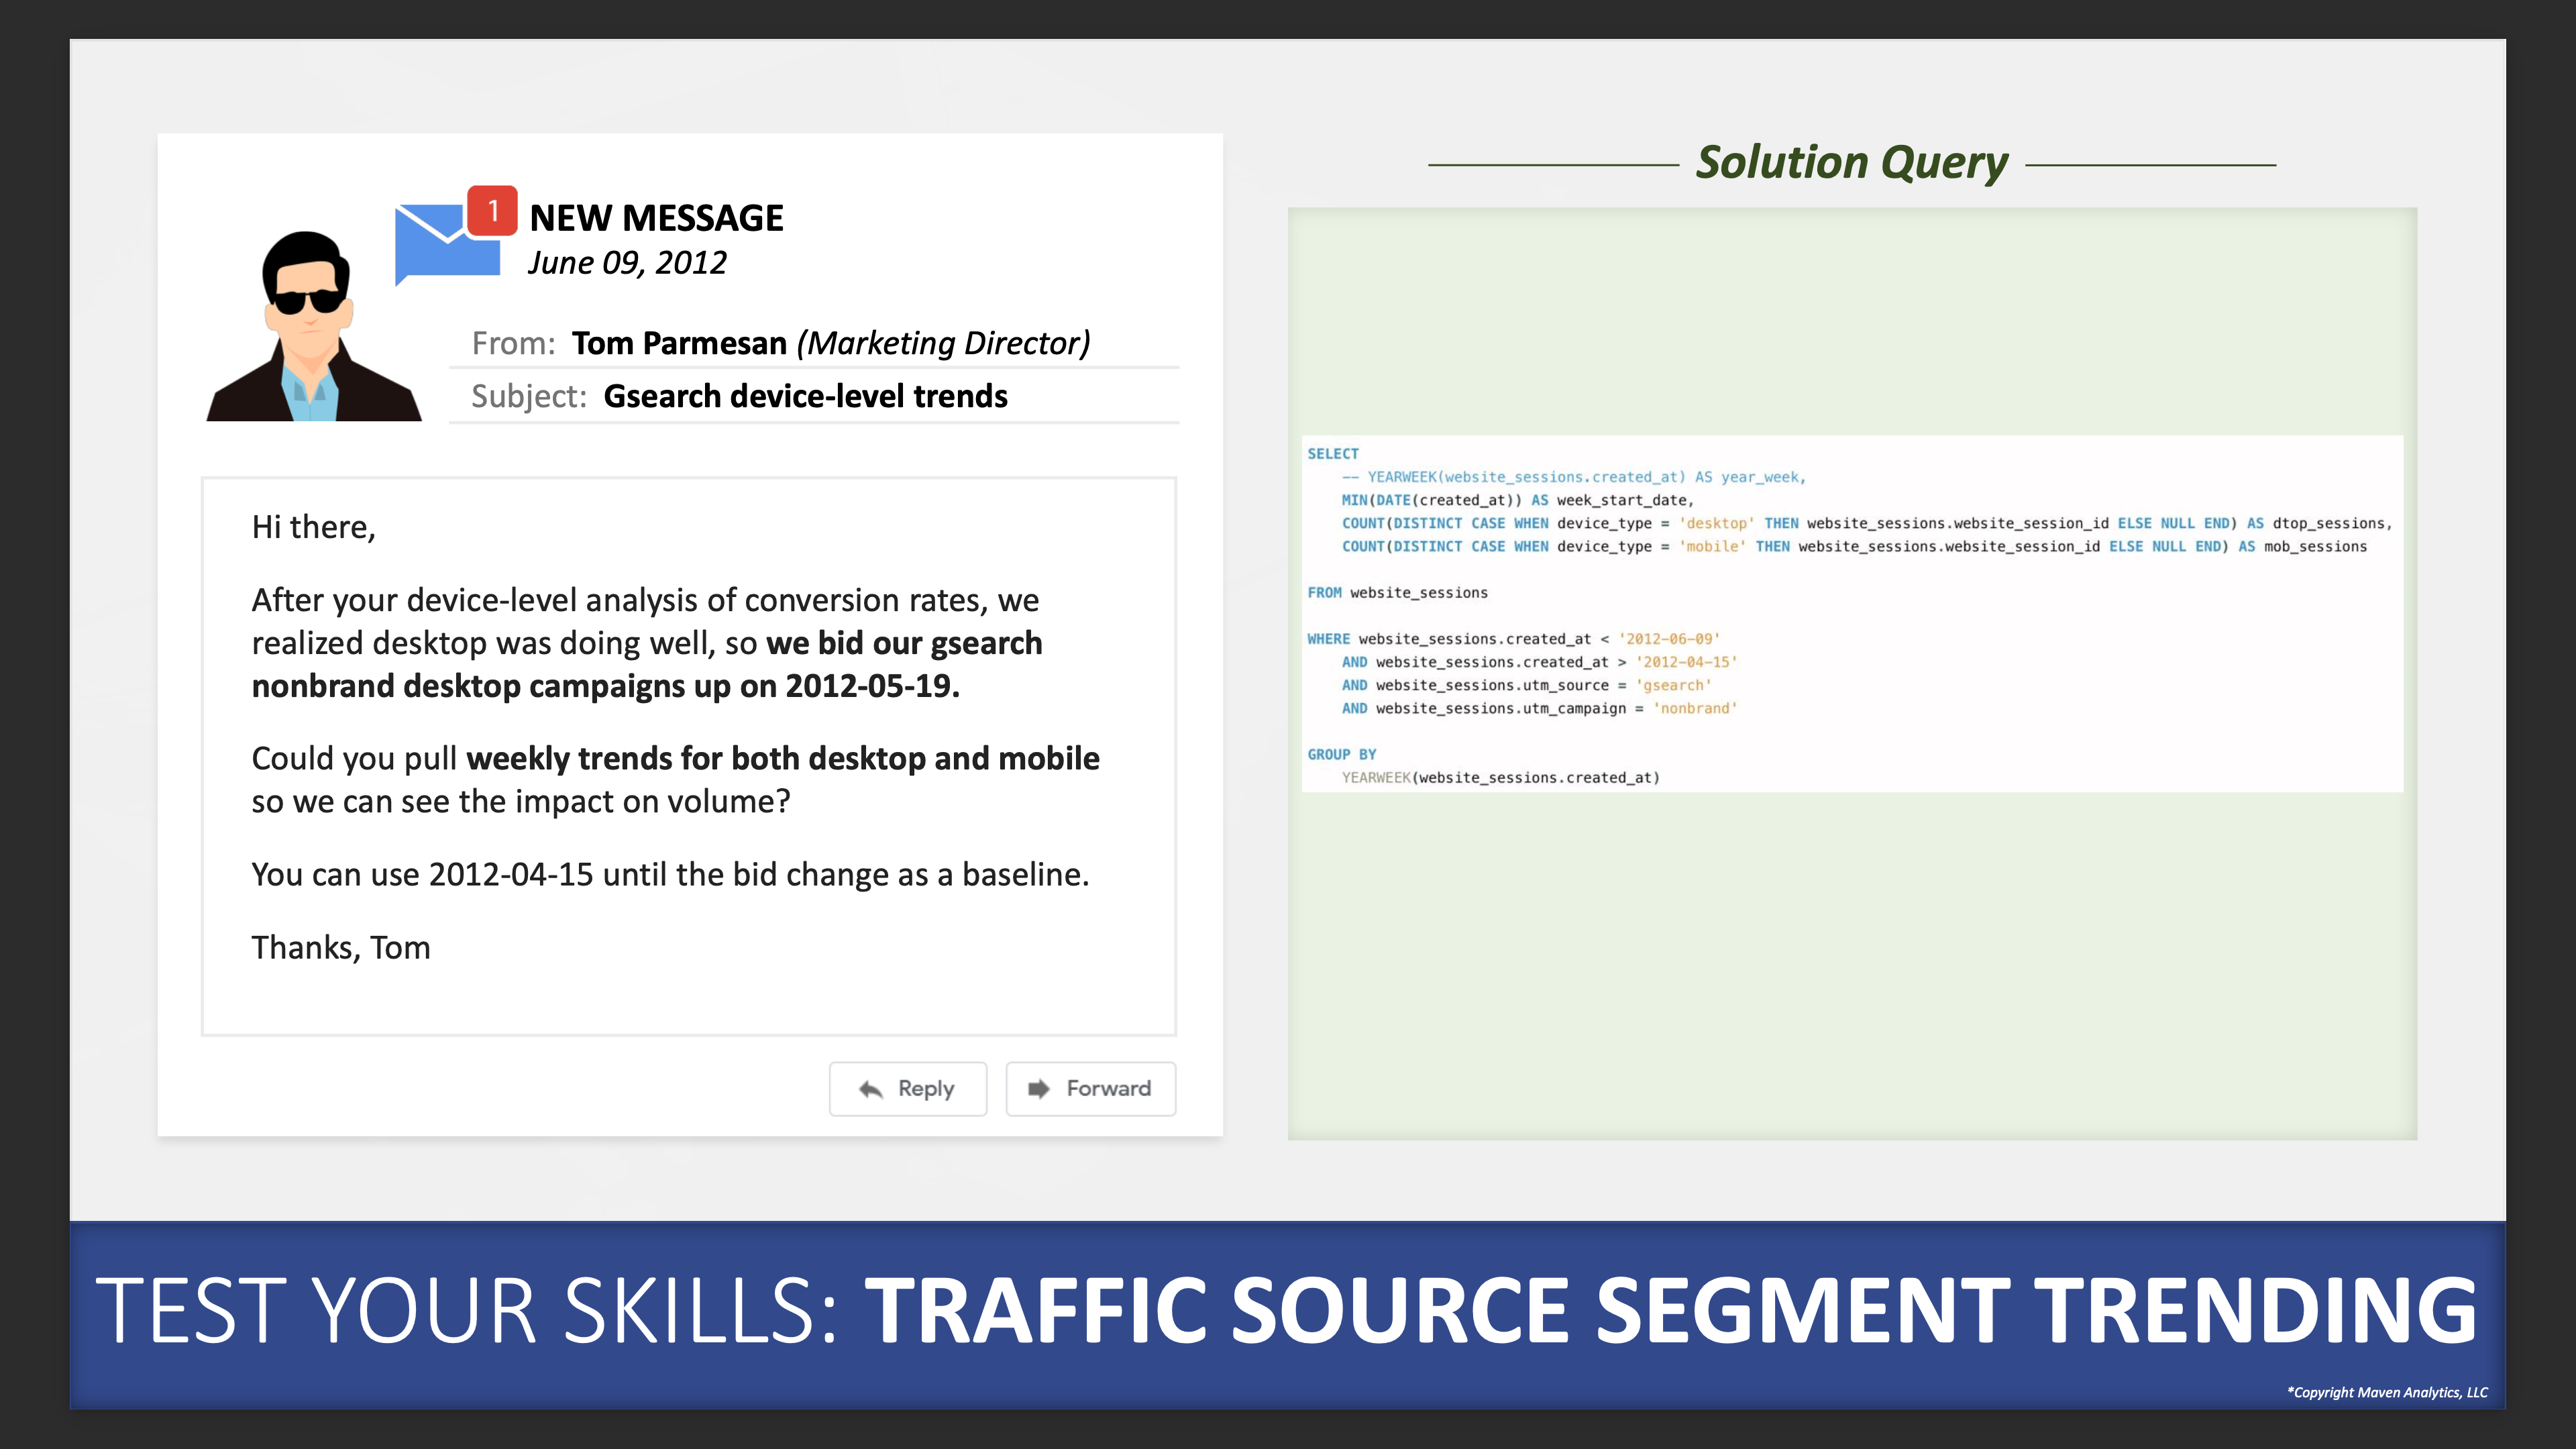 1
NEW MESSAGE
June 09, 2012
From: Tom Parmesan (Marketing Director)
Subject: Gsearch device-level trends
Hi there,
After your device-level analysis of conversion rates, we
realized desktop was doing well, so we bid our gsearch
nonbrand desktop campaigns up on 2012-05-19.
Could you pull weekly trends for both desktop and mobile
so we can see the impact on volume?
You can use 2012-04-15 until the bid change as a baseline.
Thanks, Tom
Reply
Forward
Solution Query
SELECT
-- YEARWEEK(website_sessions.created_at) AS year_week,
MIN(DATE(created_at)) AS week_start_date,
COUNT(DISTINCT CASE WHEN device_type = 'desktop' THEN website_sessions.website_session_id ELSE NULL END) AS dtop_sessions,
COUNT(DISTINCT CASE WHEN device_type = 'mobile' THEN website_sessions.website_session_id ELSE NULL END) AS mob_sessions
FROM website_sessions
WHERE website_sessions.created_at < '2012-06-09'
AND website_sessions.created_at > '2012-04-15'
AND website_sessions.utm_source = 'gsearch'
AND website_sessions.utm_campaign = 'nonbrand'
GROUP BY
YEARWEEK(website_sessions.created_at)
TEST YOUR SKILLS: TRAFFIC SOURCE SEGMENT TRENDING
*Copyright Maven Analytics, LLC